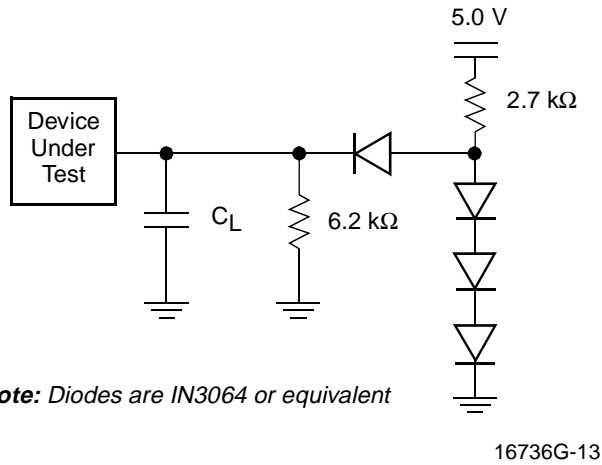 5.0 V
2.7 kΩ
Device
Under
Test
CL
6.2 kΩ
ote: Diodes are IN3064 or equivalent
16736G-13